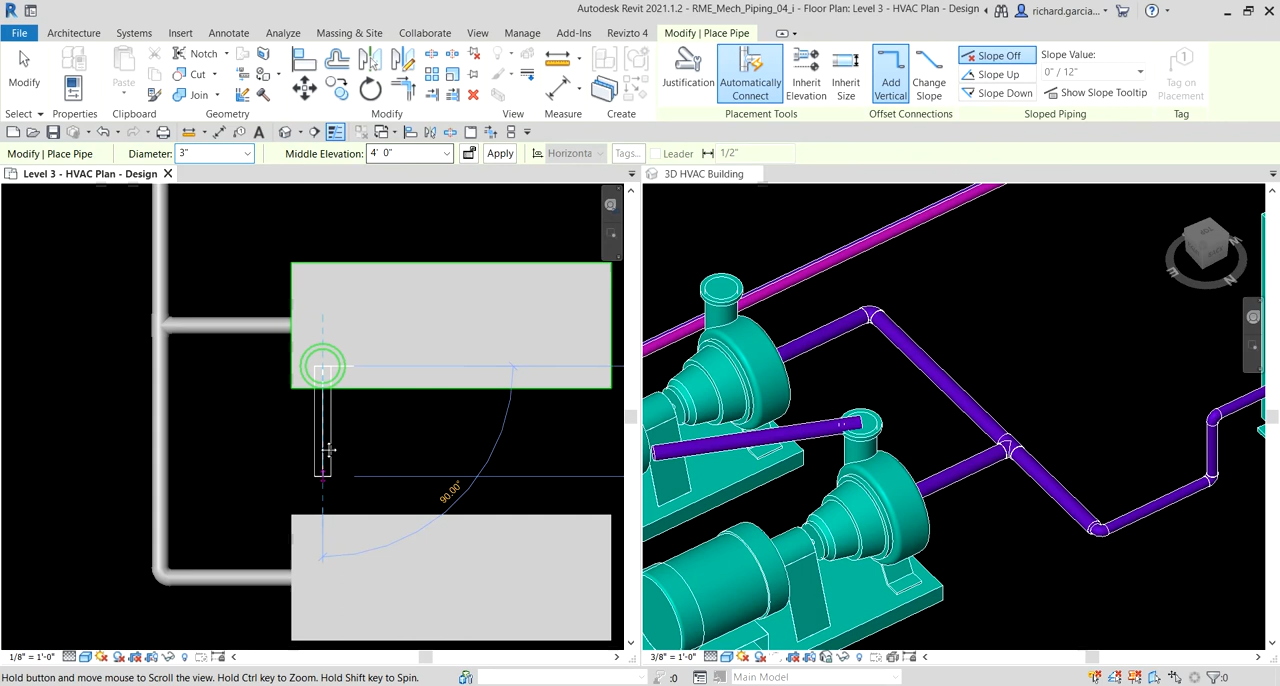 Autodesk Revit 2021.1.2 - RME_Mech_Piping_04_i - Floor Plan: Level 3 - HVAC Plan - Design
richard.garcia...
File Architecture Systems Insert Annotate Analyze Massing & Site Collaborate View Manage Add-Ins Revizto 4 Modify | Place Pipe
Modify
Properties
Paste
Notch
Cut
Join
Justification
Automatically
Connect
Inherit
Elevation
Inherit
Size
Add
Vertical
Change
Slope
Slope Off
Slope Up
Slope Down
Slope Value:
0" / 12"
Show Slope Tooltip
Tag on
Placement
Select Properties Clipboard Geometry Modify View Measure Create Placement Tools Offset Connections Sloped Piping Tag
Modify | Place Pipe Diameter: 3" Middle Elevation: 4' 0" Apply Horizonta Tags... Leader 1/2"
Level 3 - HVAC Plan - Design
3D HVAC Building
90.00°
TOP
N
E
N
1/8" = 1'-0"
3/8" = 1'-0"
Hold button and move mouse to Scroll the view. Hold Ctrl key to Zoom. Hold Shift key to Spin.
:0
Main Model
:0